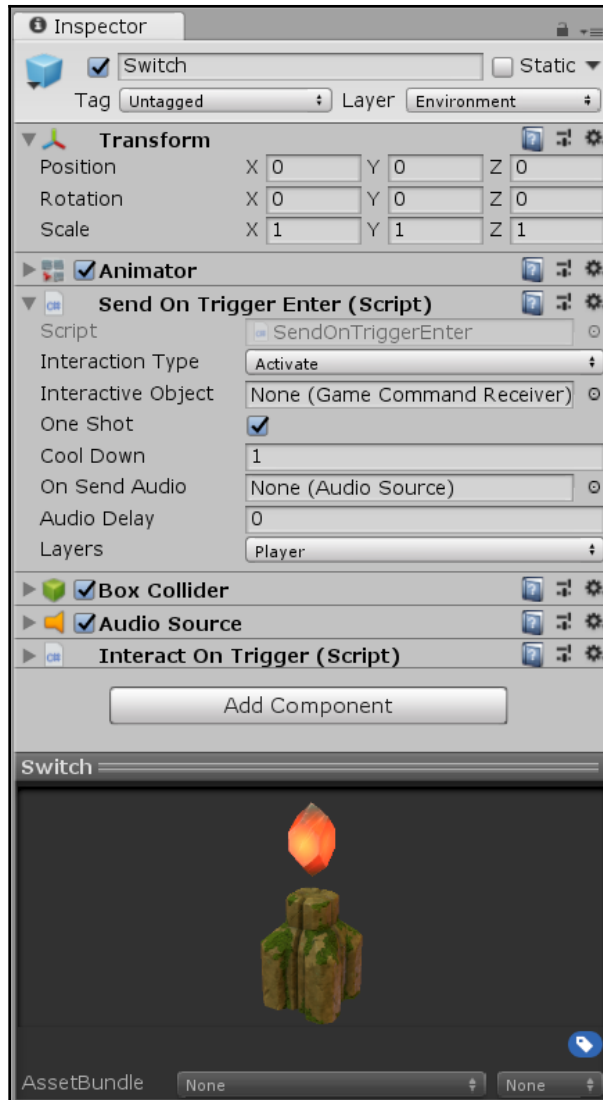 Inspector
Switch Static
Tag Untagged Layer Environment
Transform
Position X 0 Y 0 Z 0
Rotation X 0 Y 0 Z 0
Scale X 1 Y 1 Z 1
Animator
Send On Trigger Enter (Script)
Script SendOnTriggerEnter
Interaction Type Activate
Interactive Object None (Game Command Receiver)
One Shot
Cool Down 1
On Send Audio None (Audio Source)
Audio Delay 0
Layers Player
Box Collider
Audio Source
Interact On Trigger (Script)
Add Component
Switch
AssetBundle None None